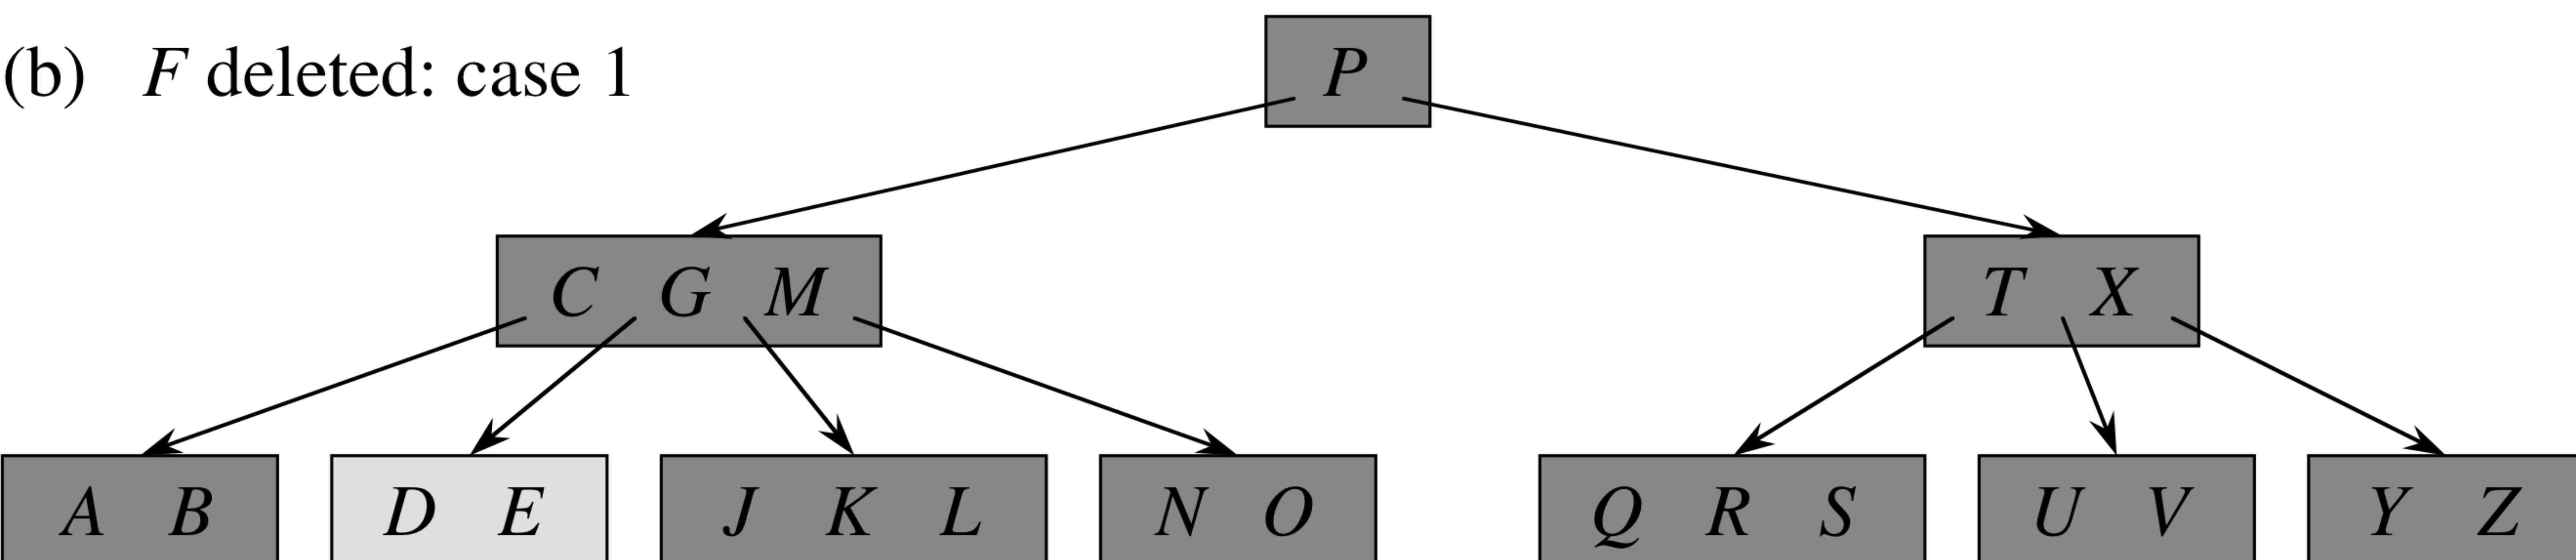 (b) F deleted: case 1
P
C G M
T X
A B
D E
J K L
N O
Q R S
U V
Y Z